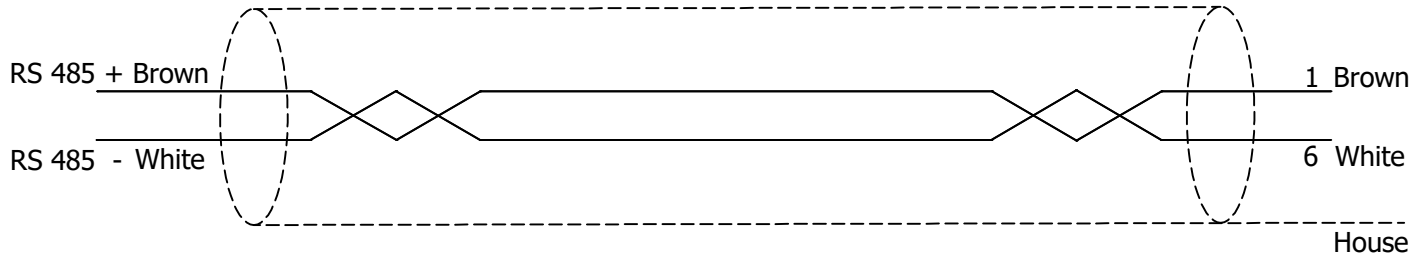 RS 485 + Brown
1 Brown
RS 485 - White
6 White
House